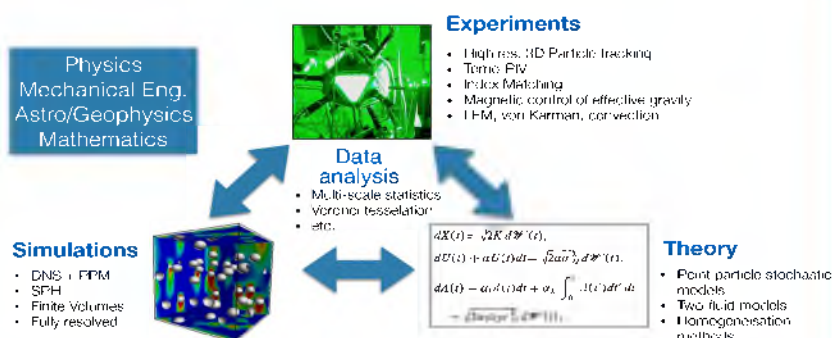 Experiments
Physics
Mechanical Eng.
Astro/Geophysics
Mathematics
• High res. 3D Particle tracking
• PIV
• Index Matching
• Magnetic control of effective gravity
• von Karman, convection
Data
analysis
• Multi-scale statistics
• Voronoi tesselation
• etc.
Simulations
• DNS + PPM
• SPH
• Finite Volumes
• Fully resolved
Theory
• Point particle stochastic
models
• Two fluid models
• Homogeneisation
methods